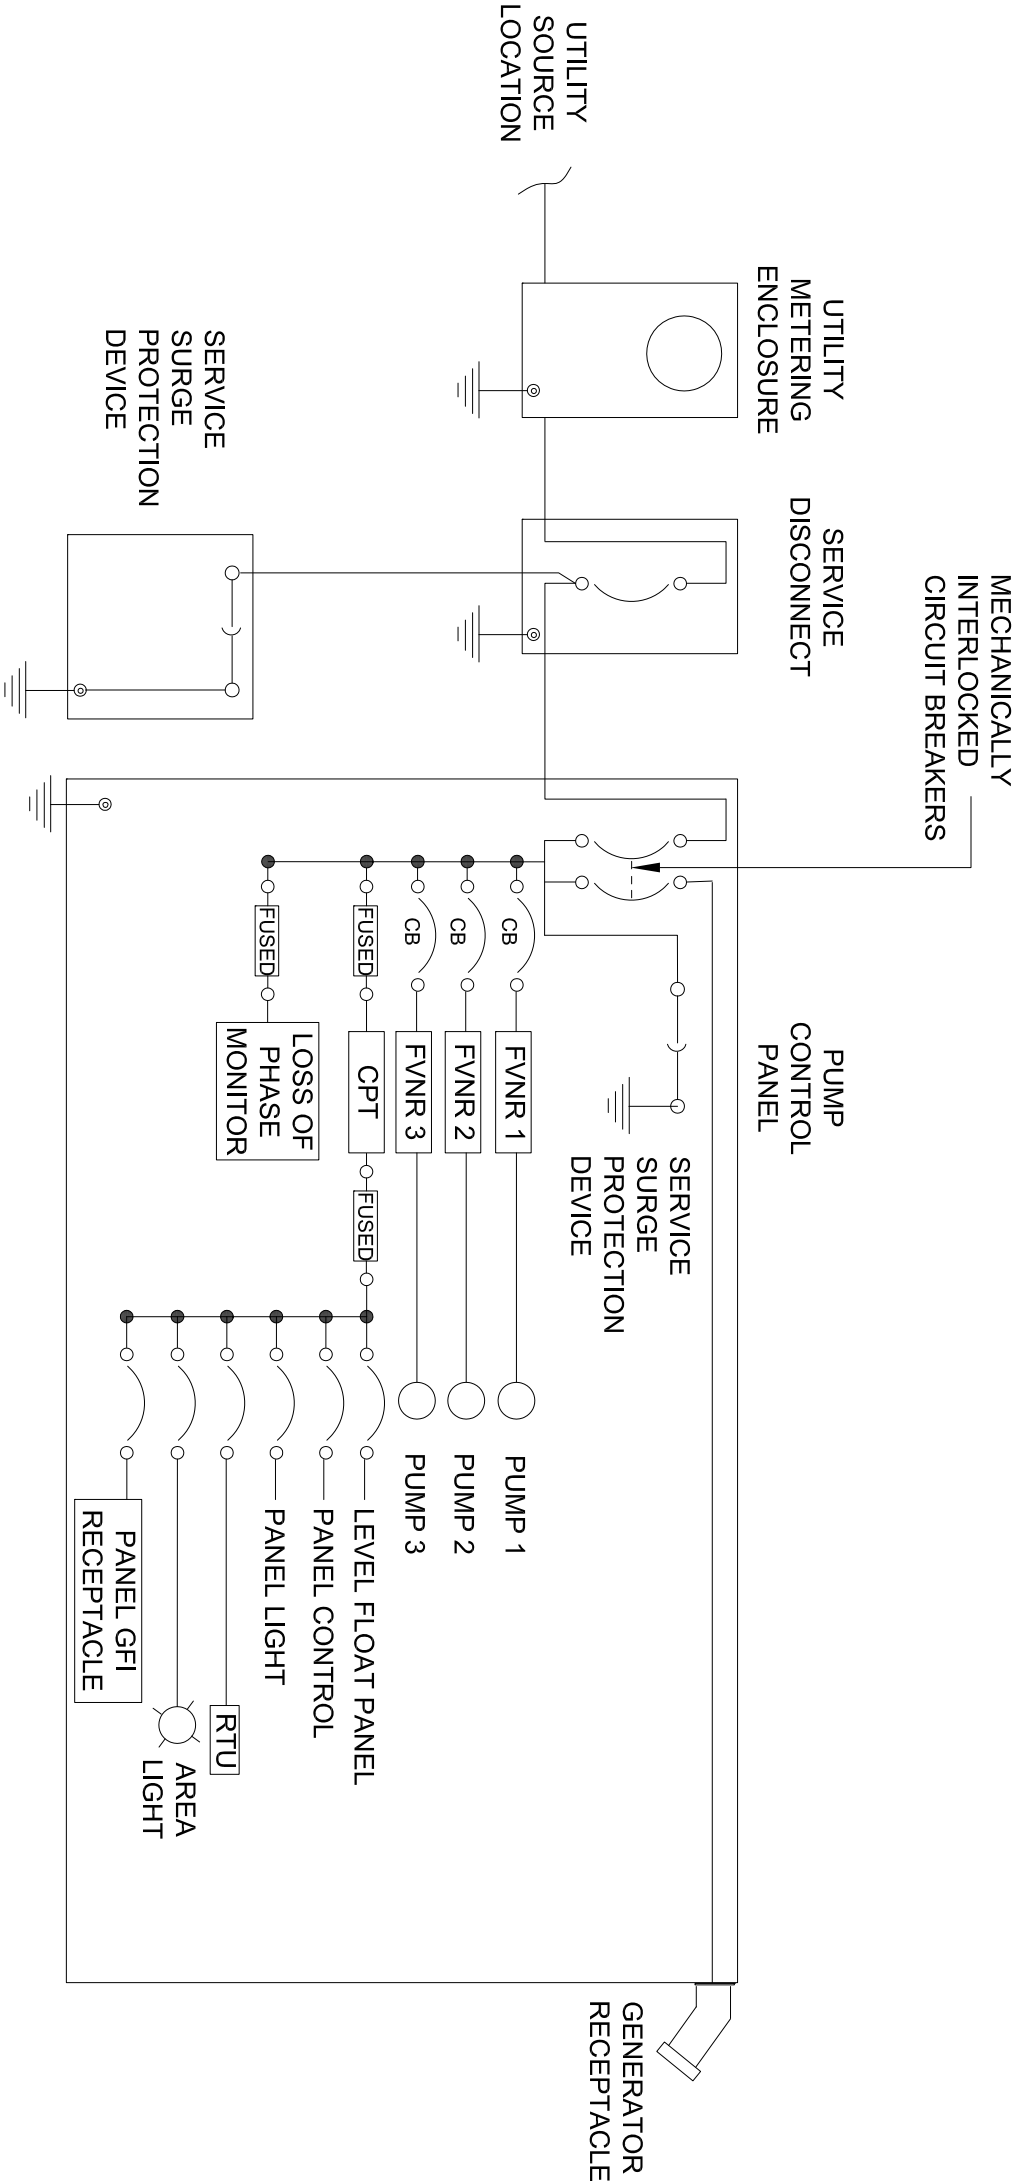 UTILITY
SOURCE
LOCATION
UTILITY
METERING
ENCLOSURE
SERVICE
DISCONNECT
MECHANICALLY
INTERLOCKED
CIRCUIT BREAKERS
PUMP
CONTROL
PANEL
SERVICE
SURGE
PROTECTION
DEVICE
SERVICE
SURGE
PROTECTION
DEVICE
CB
FVNR 1
PUMP 1
CB
FVNR 2
PUMP 2
CB
FVNR 3
PUMP 3
FUSED
CPT
FUSED
LEVEL FLOAT PANEL
PANEL CONTROL
PANEL LIGHT
FUSED
LOSS OF
PHASE
MONITOR
RTU
AREA
LIGHT
PANEL GFI
RECEPTACLE
GENERATOR
RECEPTACLE